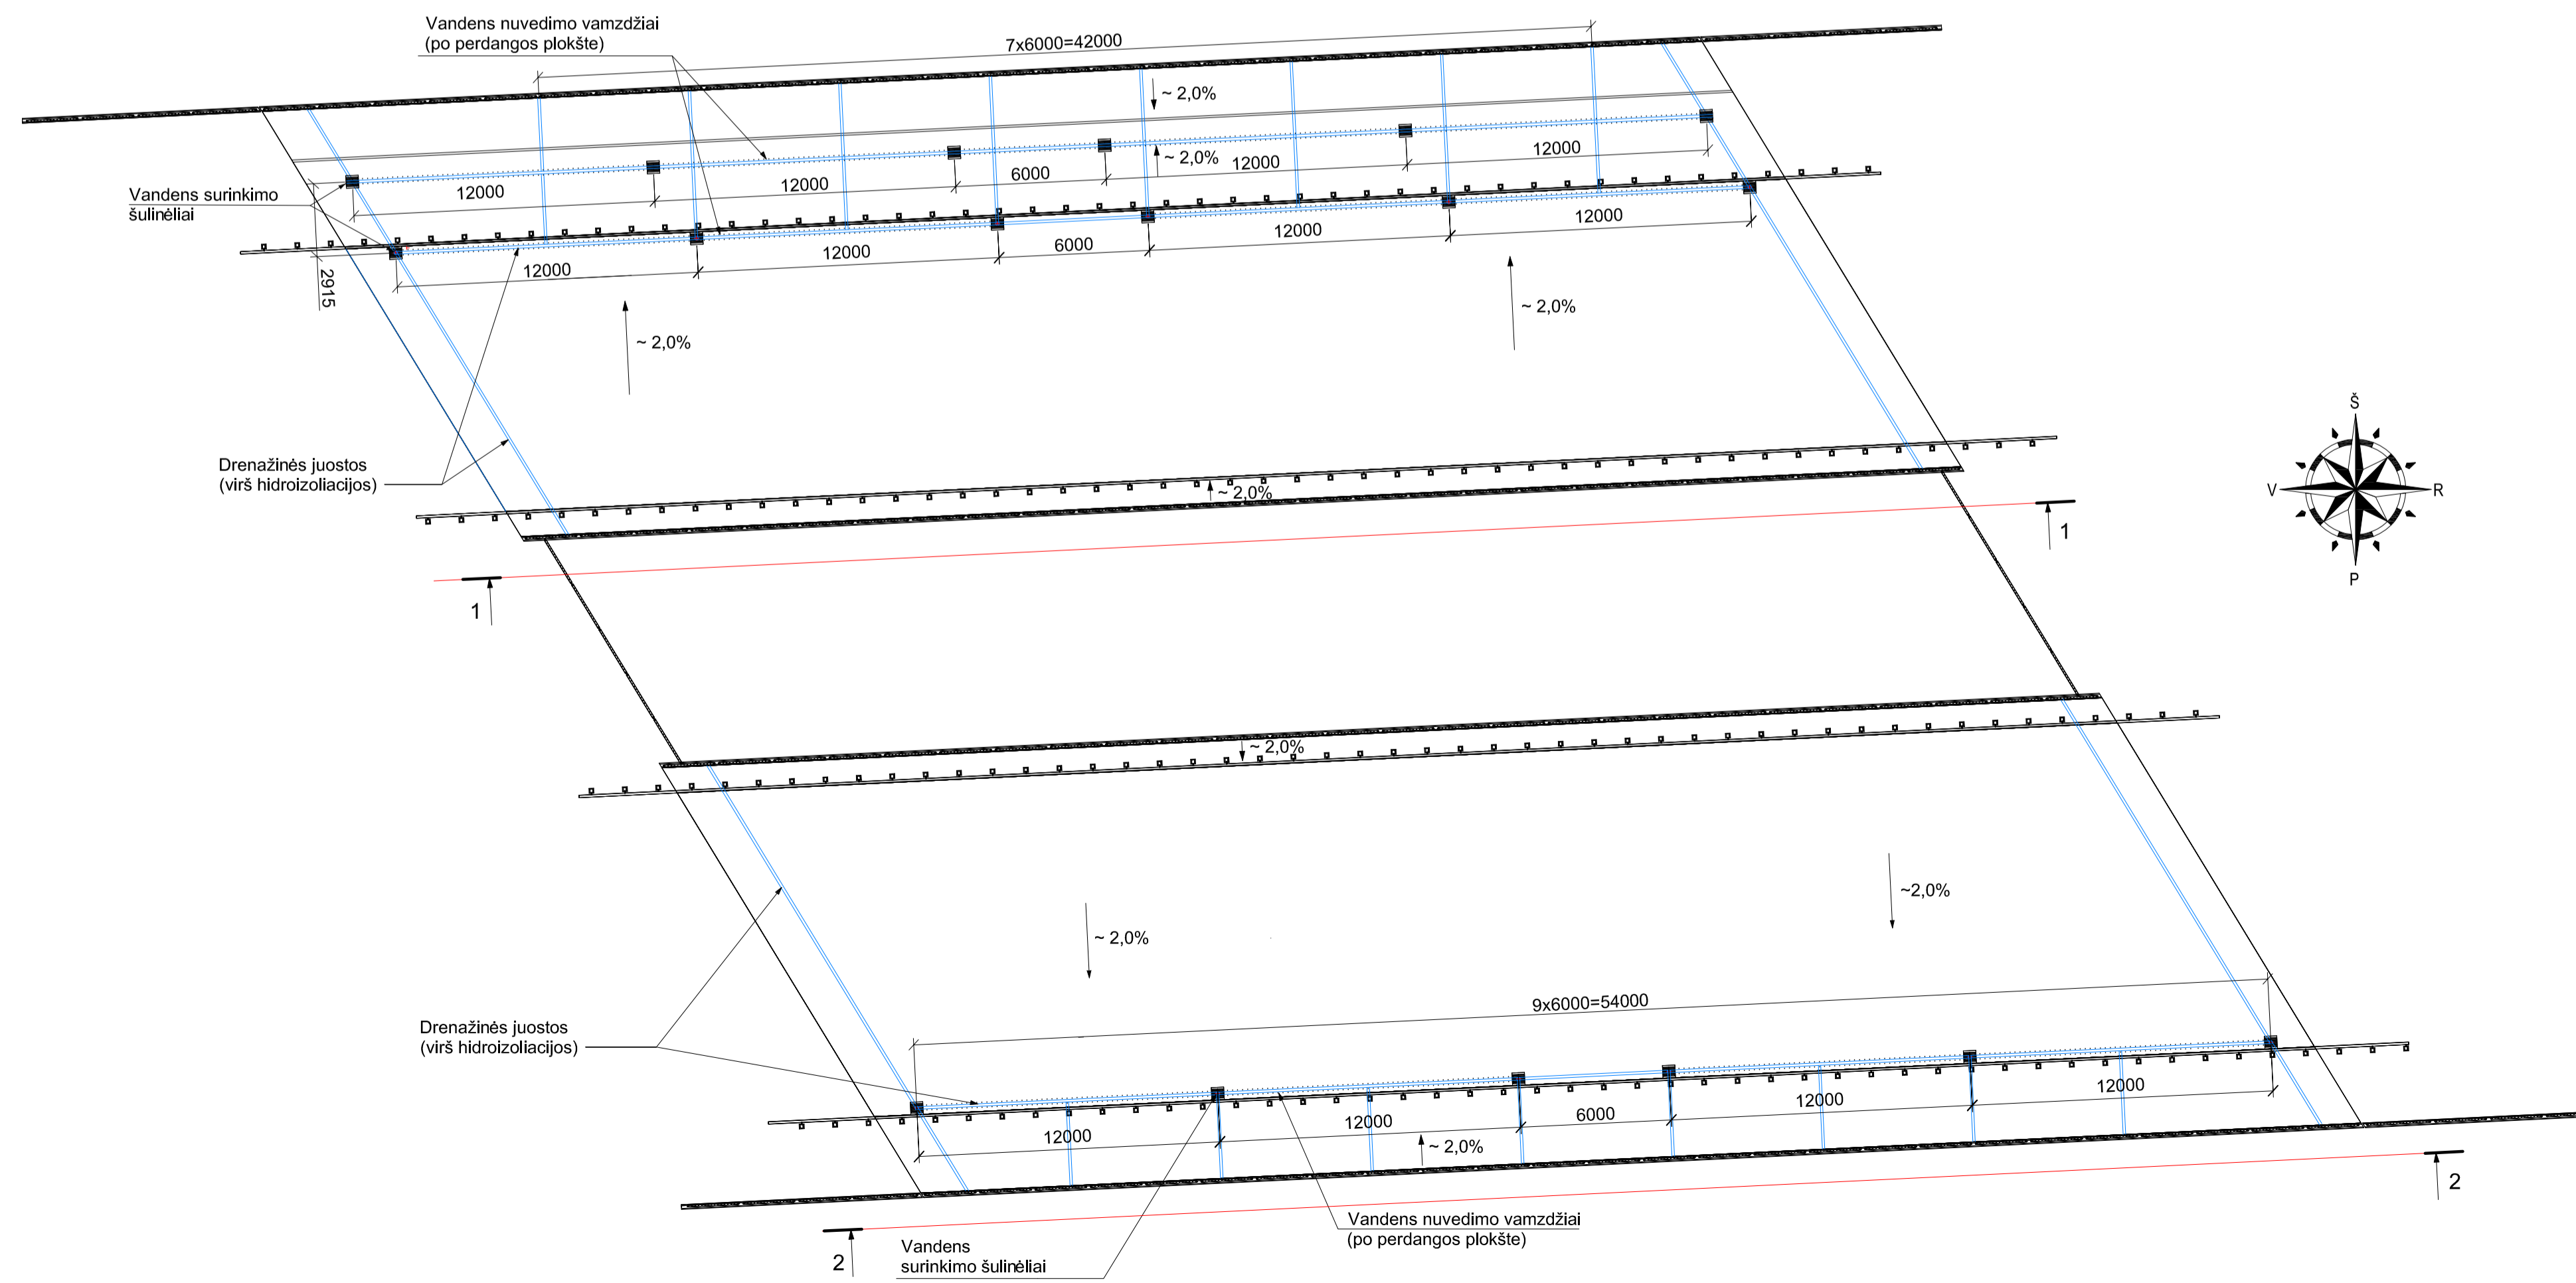 Vandens nuvedimo vamzdžiai
(po perdangos plokšte)
7x6000=42000
~ 2,0%
~ 2,0%
12000
12000
6000
12000
12000
Vandens surinkimo
šulinėliai
12000
12000
6000
12000
12000
2915
~ 2,0%
~ 2,0%
Drenažinės juostos
(virš hidroizoliacijos)
~ 2,0%
Š
V
R
P
1
1
~ 2,0%
~ 2,0%
~2,0%
9x6000=54000
Drenažinės juostos
(virš hidroizoliacijos)
12000
12000
6000
12000
12000
~ 2,0%
2
2
Vandens nuvedimo vamzdžiai
(po perdangos plokšte)
Vandens
surinkimo šulinėliai